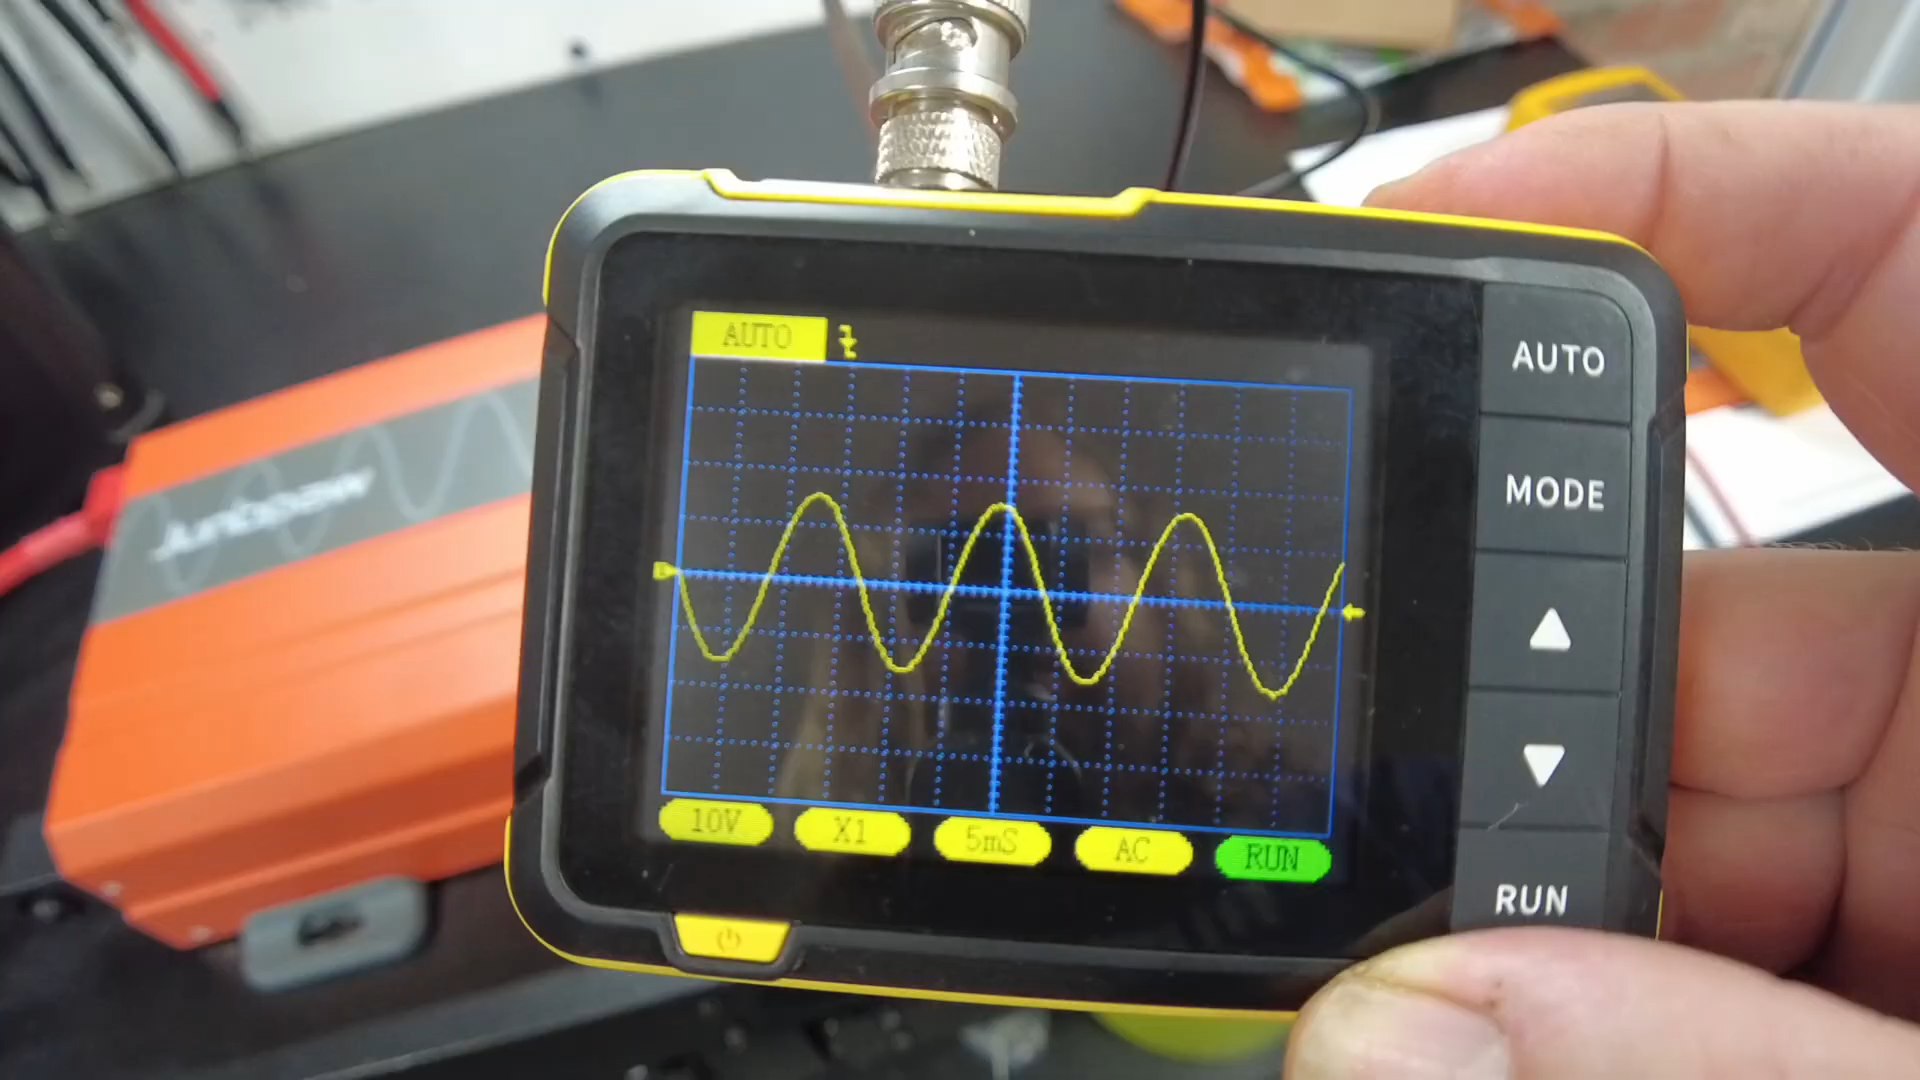 AUTO
AUTO
MODE
10V
X1
5mS
AC
RUN
RUN